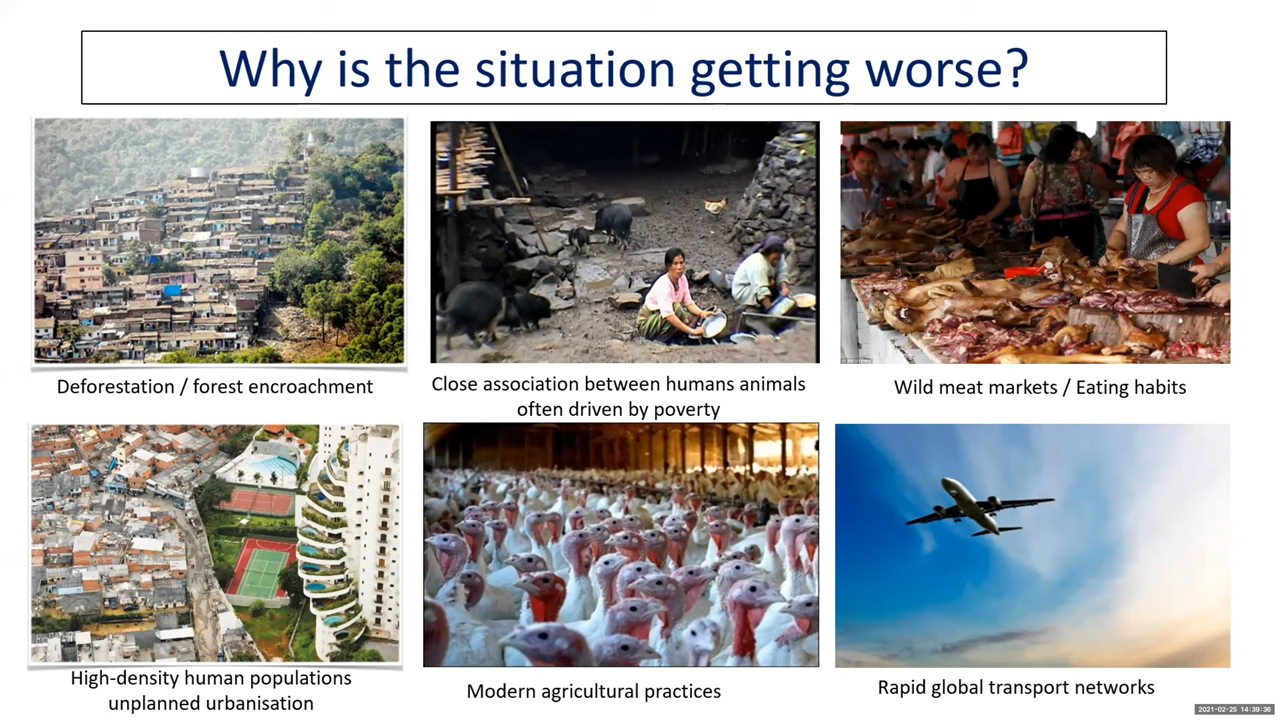 Why is the situation getting worse?
Deforestation / forest encroachment
Close association between humans animals
often driven by poverty
Wild meat markets / Eating habits
High-density human populations
unplanned urbanisation
Modern agricultural practices
Rapid global transport networks
2021-02-25 14:39:36